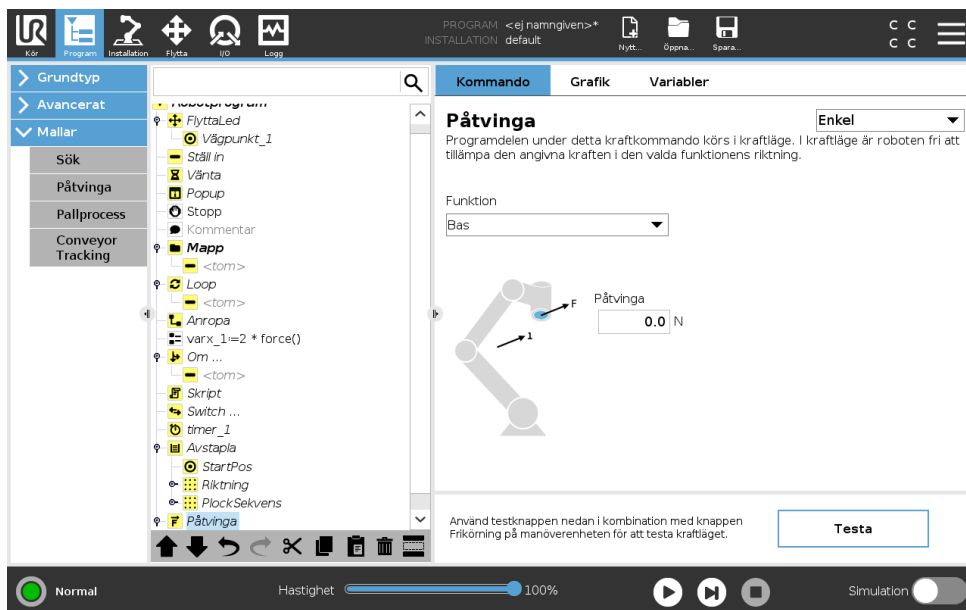 PROGRAM <ej namngiven>*
INSTALLATION default
Kör
Program
Installation
Flytta
I/O
Logg
Nytt...
Öppna...
Spara...
C C
C C
Grundtyp
Avancerat
Mallar
Sök
Påtvinga
Pallprocess
Conveyor
Tracking
Robotprogram
FlyttaLed
Vägpunkt_1
Ställ in
Vänta
Popup
Stopp
Kommentar
Mapp
<tom>
Loop
<tom>
Anropa
varx_1:=2 * force()
Om ...
<tom>
Skript
Switch ...
timer_1
Avstapla
StartPos
Riktning
PlockSekvens
Påtvinga
Kommando
Grafik
Variabler
Påtvinga
Enkel
Programdelen under detta kraftkommando körs i kraftläge. I kraftläge är roboten fri att
tillämpa den angivna kraften i den valda funktionens riktning.
Funktion
Bas
F
1
Påtvinga
0.0 N
Använd testknappen nedan i kombination med knappen
Frikörning på manöverenheten för att testa kraftläget.
Testa
Normal
Hastighet
100%
Simulation